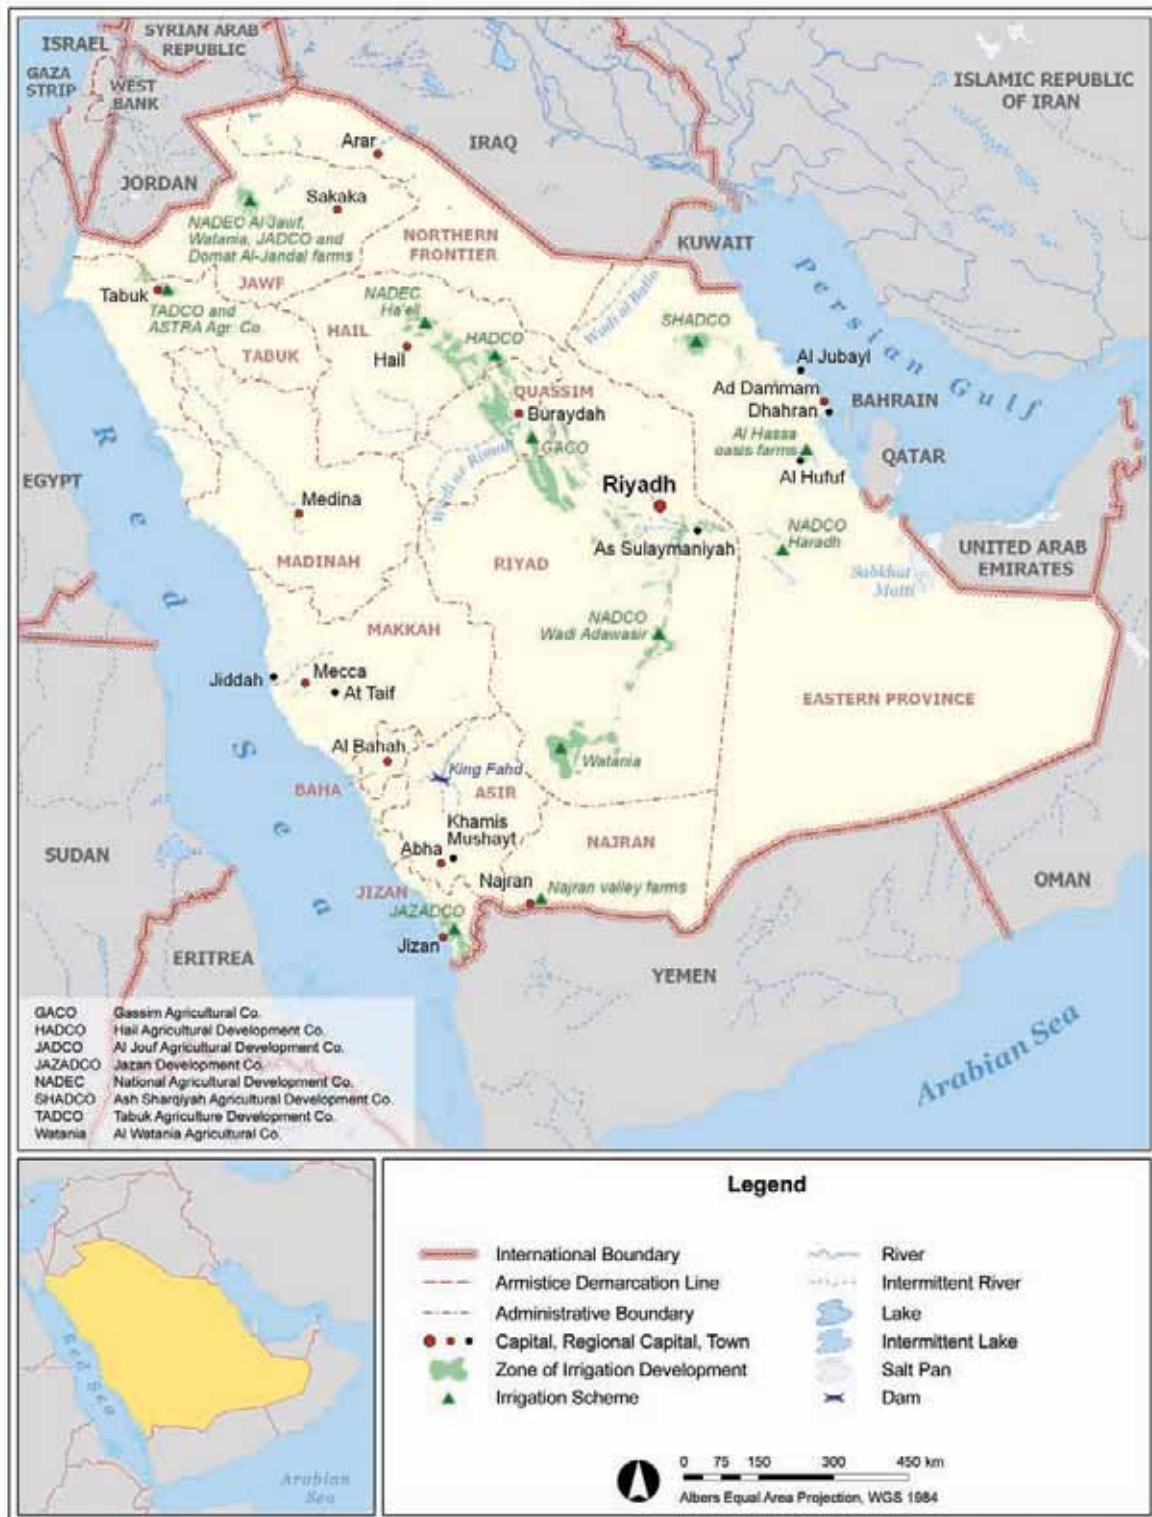 ISRAEL
SYRIAN ARAB
REPUBLIC
GAZA
STRIP
WEST
BANK
JORDAN
IRAQ
ISLAMIC REPUBLIC
OF IRAN
KUWAIT
Arar
Sakaka
NADEC Al Jawf,
Watania, JADCO and
Domat Al-Jandal farms
NORTHERN
FRONTIER
JAWF
Tabuk
TADCO and
ASTRA Agr. Co.
TABUK
NADEC
Ha'ell
HAIL
Hail
HADCO
Wadi al Batin
SHADCO
Persian Gulf
Al Jubayl
Ad Dammam
Dhahran
BAHRAIN
QUASSIM
Buraydah
GACO
Al Hassa
oasis farms
Al Hufuf
QATAR
EGYPT
Red Sea
Medina
Wadi ar Rimah
Riyadh
As Sulaymaniyah
NADCO
Haradh
UNITED ARAB
EMIRATES
Sabkhat
Matti
MADINAH
RIYAD
MAKKAH
NADCO
Wadi Adawasir
Jiddah
Mecca
At Taif
EASTERN PROVINCE
Al Bahah
King Fahd
Watania
BAHA
ASIR
Khamis
Mushayt
Abha
NAJRAN
SUDAN
OMAN
JIZAN
Najran
Najran valley farms
JAZADCO
Jizan
ERITREA
YEMEN
Arabian Sea
GACO Gassim Agricultural Co.
HADCO Hail Agricultural Development Co.
JADCO Al Jouf Agricultural Development Co.
JAZADCO Jazan Development Co.
NADEC National Agricultural Development Co.
SHADCO Ash Sharqiyah Agricultural Development Co.
TADCO Tabuk Agriculture Development Co.
Watania Al Watania Agricultural Co.
Red Sea
Arabian
Sea
Legend
International Boundary
Armistice Demarcation Line
Administrative Boundary
Capital, Regional Capital, Town
Zone of Irrigation Development
Irrigation Scheme
River
Intermittent River
Lake
Intermittent Lake
Salt Pan
Dam
0 75 150 300 450 km
Albers Equal Area Projection, WGS 1984